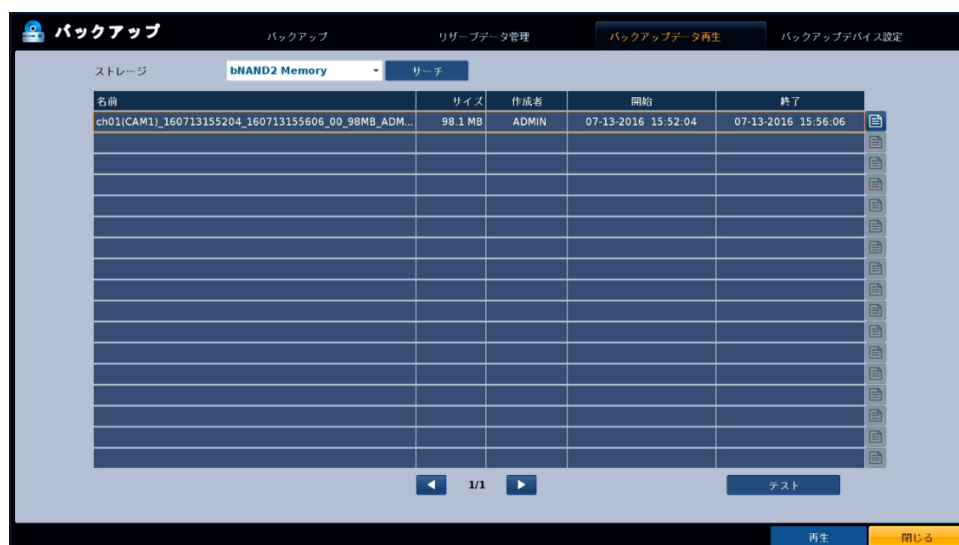 バックアップ
バックアップ リザーブデータ管理 バックアップデータ再生 バックアップデバイス設定
ストレージ bNAND2 Memory サーチ
名前 サイズ 作成者 開始 終了
ch01(CAM1)_160713155204_160713155606_00_98MB_ADM... 98.1 MB ADMIN 07-13-2016 15:52:04 07-13-2016 15:56:06
1/1 テスト
再生 閉じる